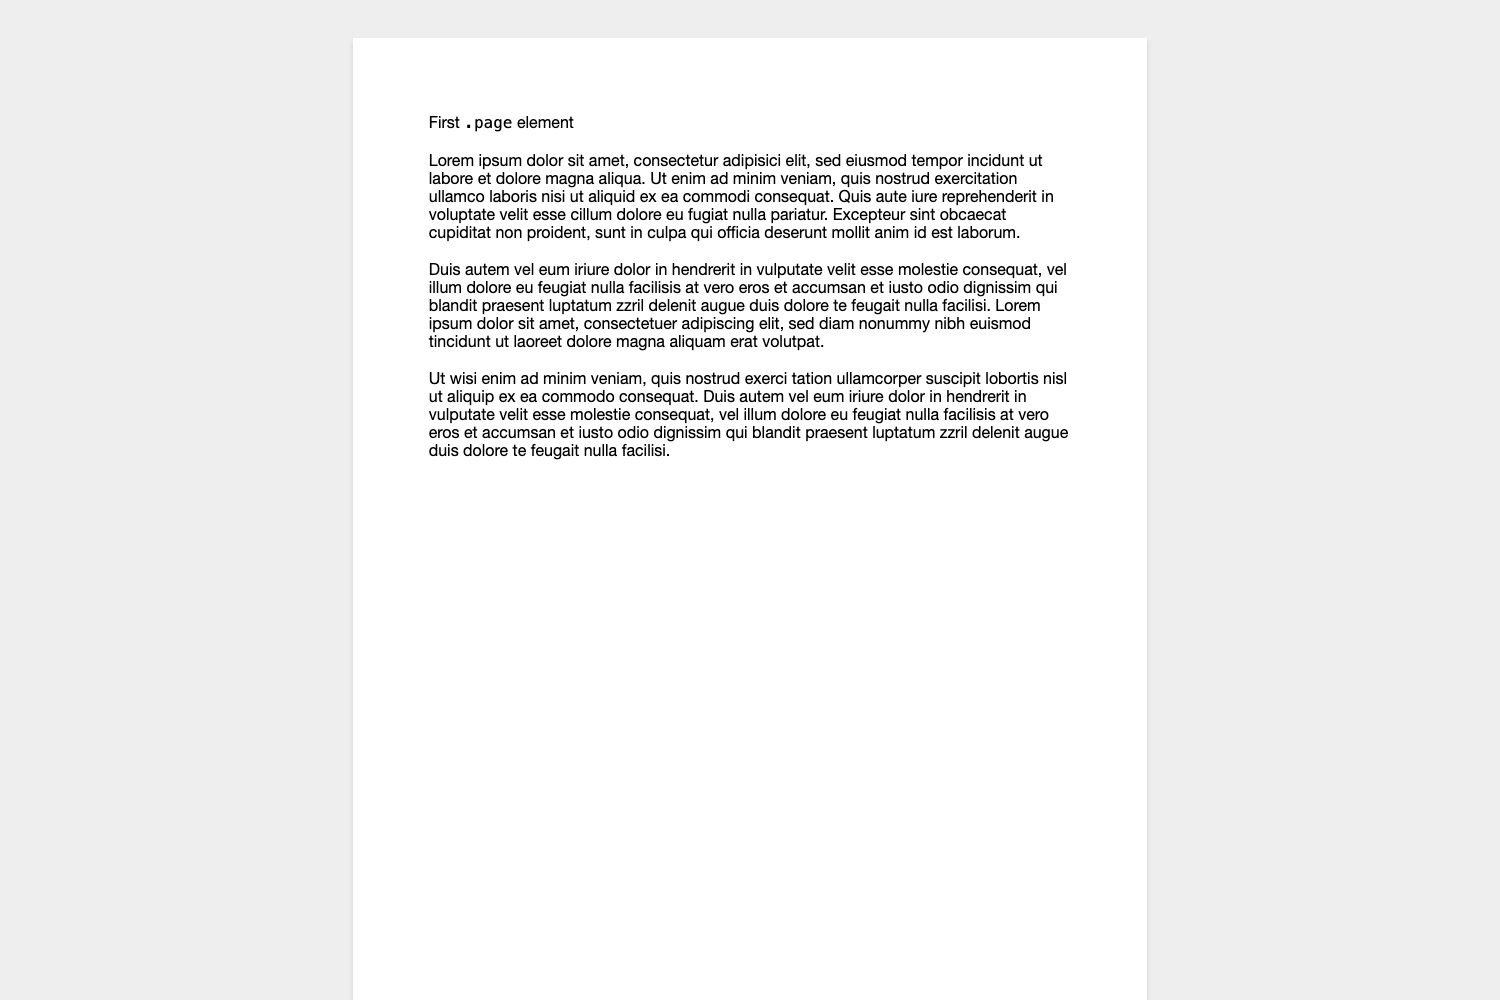 First .page element
Lorem ipsum dolor sit amet, consectetur adipisici elit, sed eiusmod tempor incidunt ut
labore et dolore magna aliqua. Ut enim ad minim veniam, quis nostrud exercitation
ullamco laboris nisi ut aliquid ex ea commodi consequat. Quis aute iure reprehenderit in
voluptate velit esse cillum dolore eu fugiat nulla pariatur. Excepteur sint obcaecat
cupiditat non proident, sunt in culpa qui officia deserunt mollit anim id est laborum.
Duis autem vel eum iriure dolor in hendrerit in vulputate velit esse molestie consequat, vel
illum dolore eu feugiat nulla facilisis at vero eros et accumsan et iusto odio dignissim qui
blandit praesent luptatum zzril delenit augue duis dolore te feugait nulla facilisi. Lorem
ipsum dolor sit amet, consectetuer adipiscing elit, sed diam nonummy nibh euismod
tincidunt ut laoreet dolore magna aliquam erat volutpat.
Ut wisi enim ad minim veniam, quis nostrud exerci tation ullamcorper suscipit lobortis nisl
ut aliquip ex ea commodo consequat. Duis autem vel eum iriure dolor in hendrerit in
vulputate velit esse molestie consequat, vel illum dolore eu feugiat nulla facilisis at vero
eros et accumsan et iusto odio dignissim qui blandit praesent luptatum zzril delenit augue
duis dolore te feugait nulla facilisi.